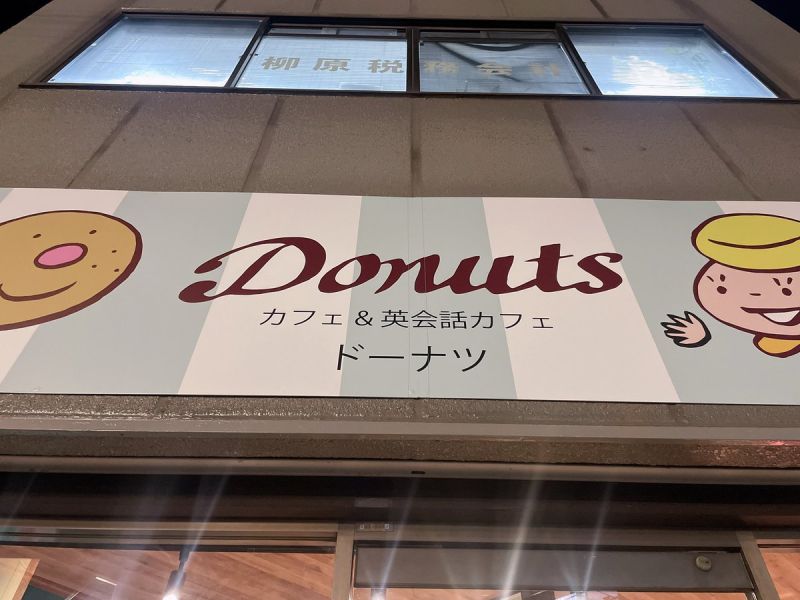 柳原税務会計
Donuts
カフェ & 英会話カフェ
ドーナツ